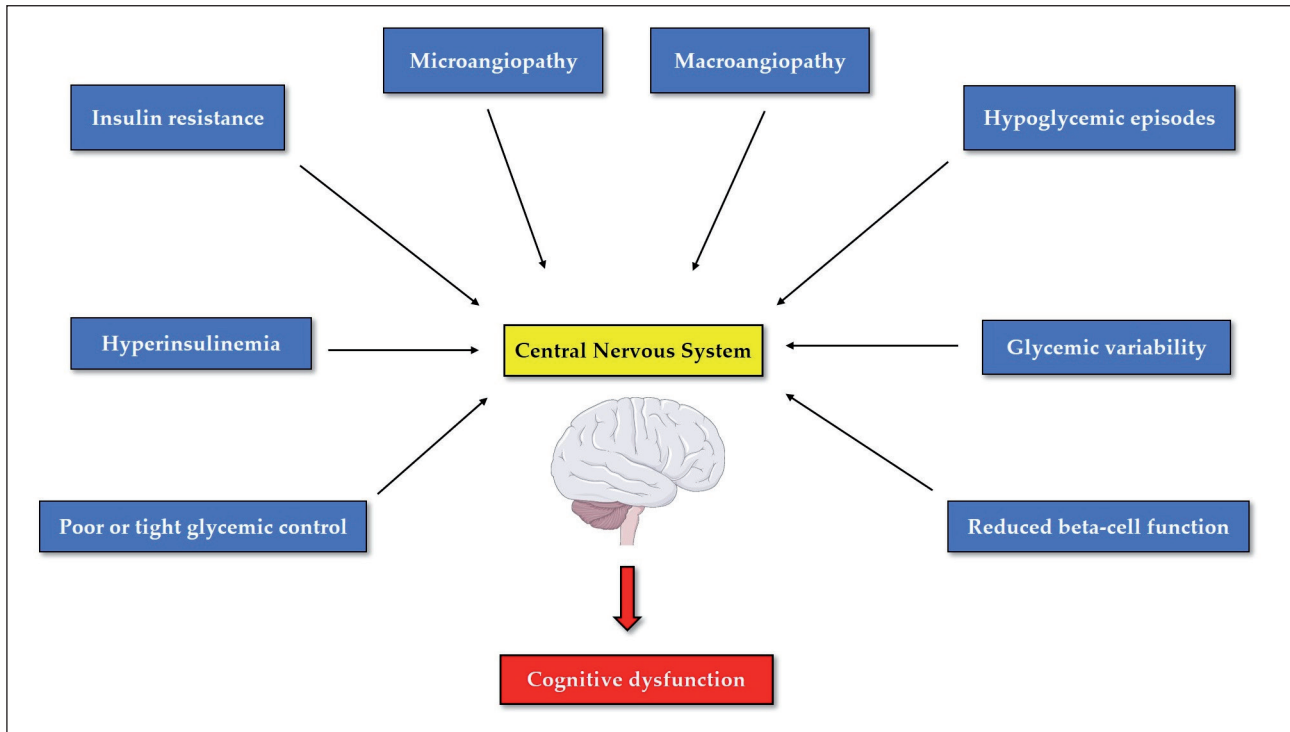 Microangiopathy
Macroangiopathy
Insulin resistance
Hypoglycemic episodes
Hyperinsulinemia
Central Nervous System
Glycemic variability
Poor or tight glycemic control
Reduced beta-cell function
Cognitive dysfunction